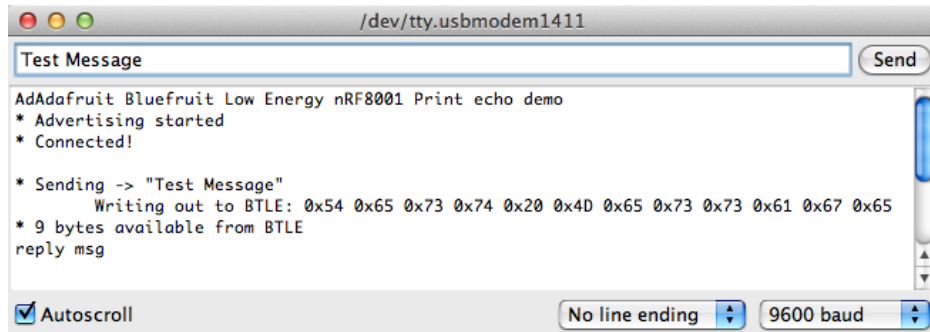 /dev/tty.usbmodem1411
Test Message
Send
AdAdafruit Bluefruit Low Energy nRF8001 Print echo demo
* Advertising started
* Connected!
* Sending -> "Test Message"
Writing out to BTLE: 0x54 0x65 0x73 0x74 0x20 0x4D 0x65 0x73 0x73 0x61 0x67 0x65
* 9 bytes available from BTLE
reply msg
Autoscroll
No line ending
9600 baud